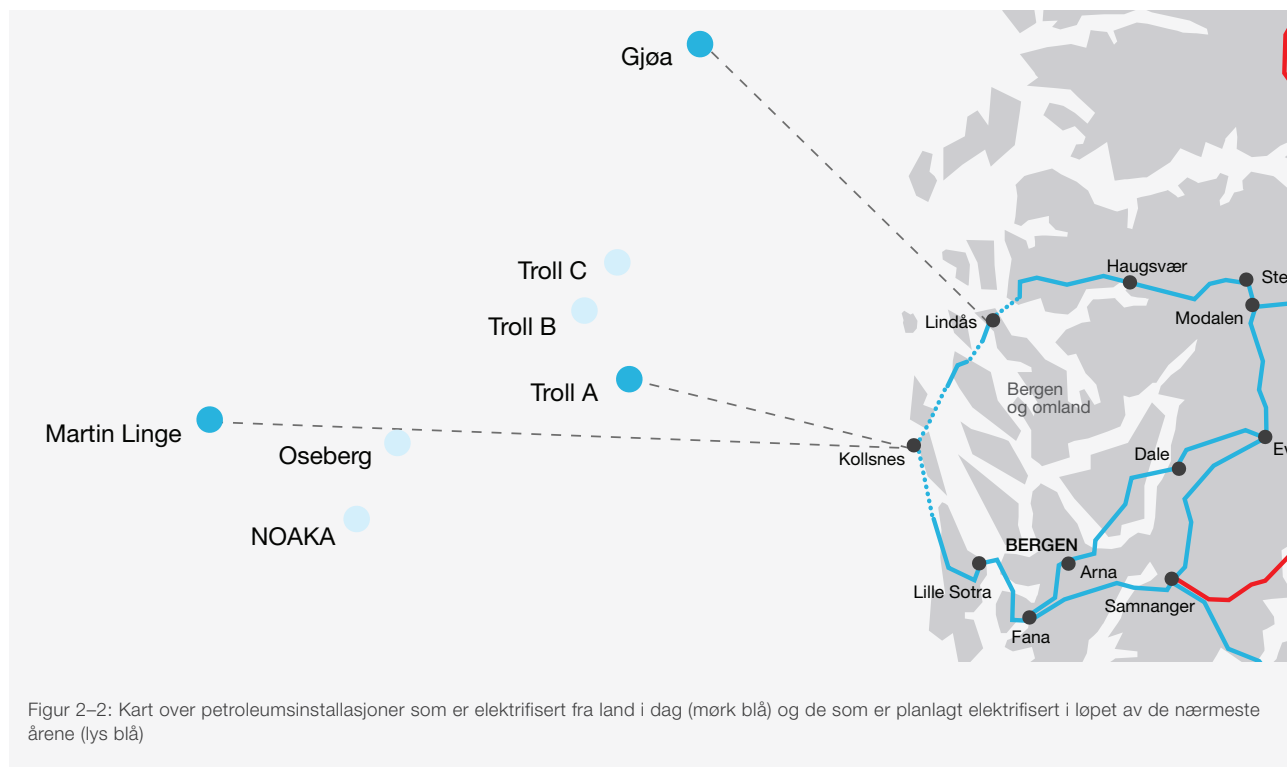 Gjøa
Troll C
Haugsvær
Ste
Modalen
Troll B
Lindås
Troll A
Bergen
og omland
Martin Linge
Oseberg
Kollsnes
Dale
Ev
NOAKA
BERGEN
Arna
Lille Sotra
Samnanger
Fana
Figur 2–2: Kart over petroleumsinstallasjoner som er elektrifisert fra land i dag (mørk blå) og de som er planlagt elektrifisert i løpet av de nærmeste
årene (lys blå)